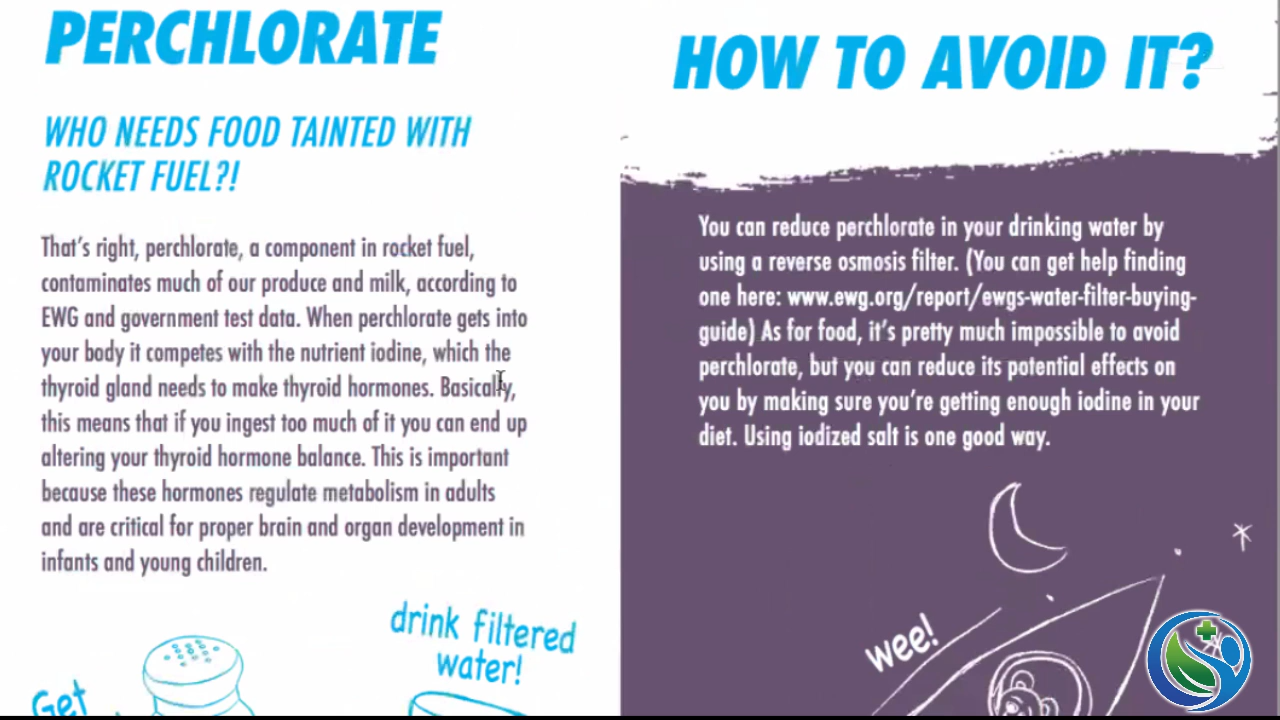 PERCHLORATE
WHO NEEDS FOOD TAINTED WITH
ROCKET FUEL?!
That's right, perchlorate, a component in rocket fuel,
contaminates much of our produce and milk, according to
EWG and government test data. When perchlorate gets into
your body it competes with the nutrient iodine, which the
thyroid gland needs to make thyroid hormones. Basically,
this means that if you ingest too much of it you can end up
altering your thyroid hormone balance. This is important
because these hormones regulate metabolism in adults
and are critical for proper brain and organ development in
infants and young children.
Get
drink filtered
water!
HOW TO AVOID IT?
You can reduce perchlorate in your drinking water by
using a reverse osmosis filter. (You can get help finding
one here: www.ewg.org/report/ewgs-water-filter-buying-
guide) As for food, it's pretty much impossible to avoid
perchlorate, but you can reduce its potential effects on
you by making sure you're getting enough iodine in your
diet. Using iodized salt is one good way.
wee!